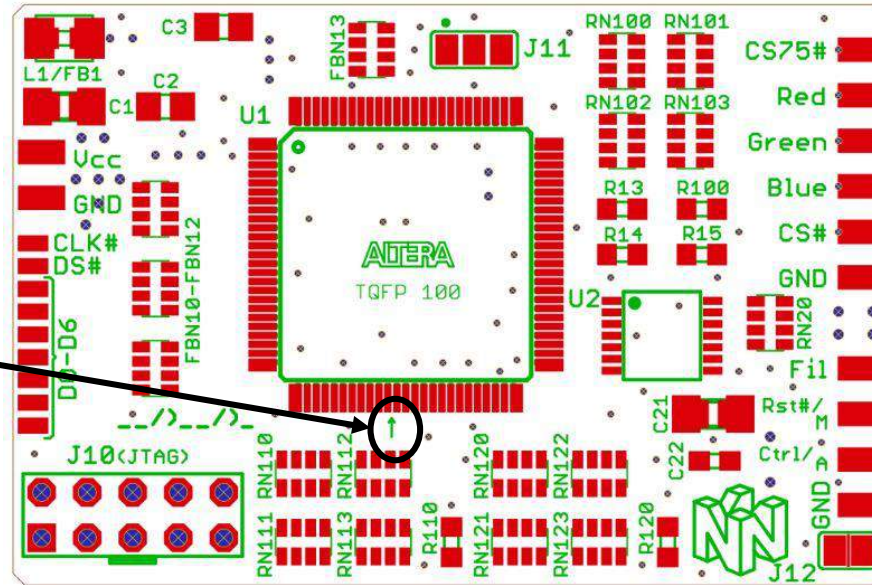 L1/FB1
C1
C2
C3
FBN13
J11
RN100
RN101
RN102
RN103
U1
Vcc
GND
CLK#
DS#
D0-D6
FBN10-FBN12
ALTERA
TQFP 100
R13
R100
R14
R15
U2
RN20
CS75#
Red
Green
Blue
CS#
GND
Fil
Rst#/M
Ctrl/A
GND
C21
C22
J10(JTAG)
RN110
RN112
RN120
RN122
RN111
RN113
R110
RN121
RN123
R120
J12